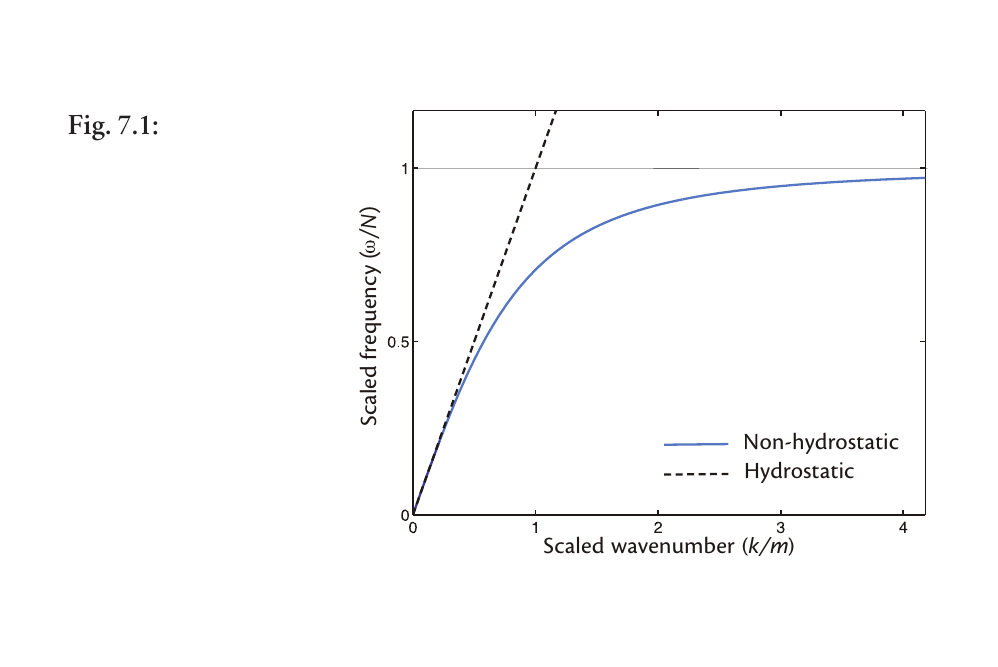 Fig. 7.1:
Scaled frequency (ω/N)
1
0.5
0
Non-hydrostatic
Hydrostatic
0 1 2 3 4
Scaled wavenumber (k/m)